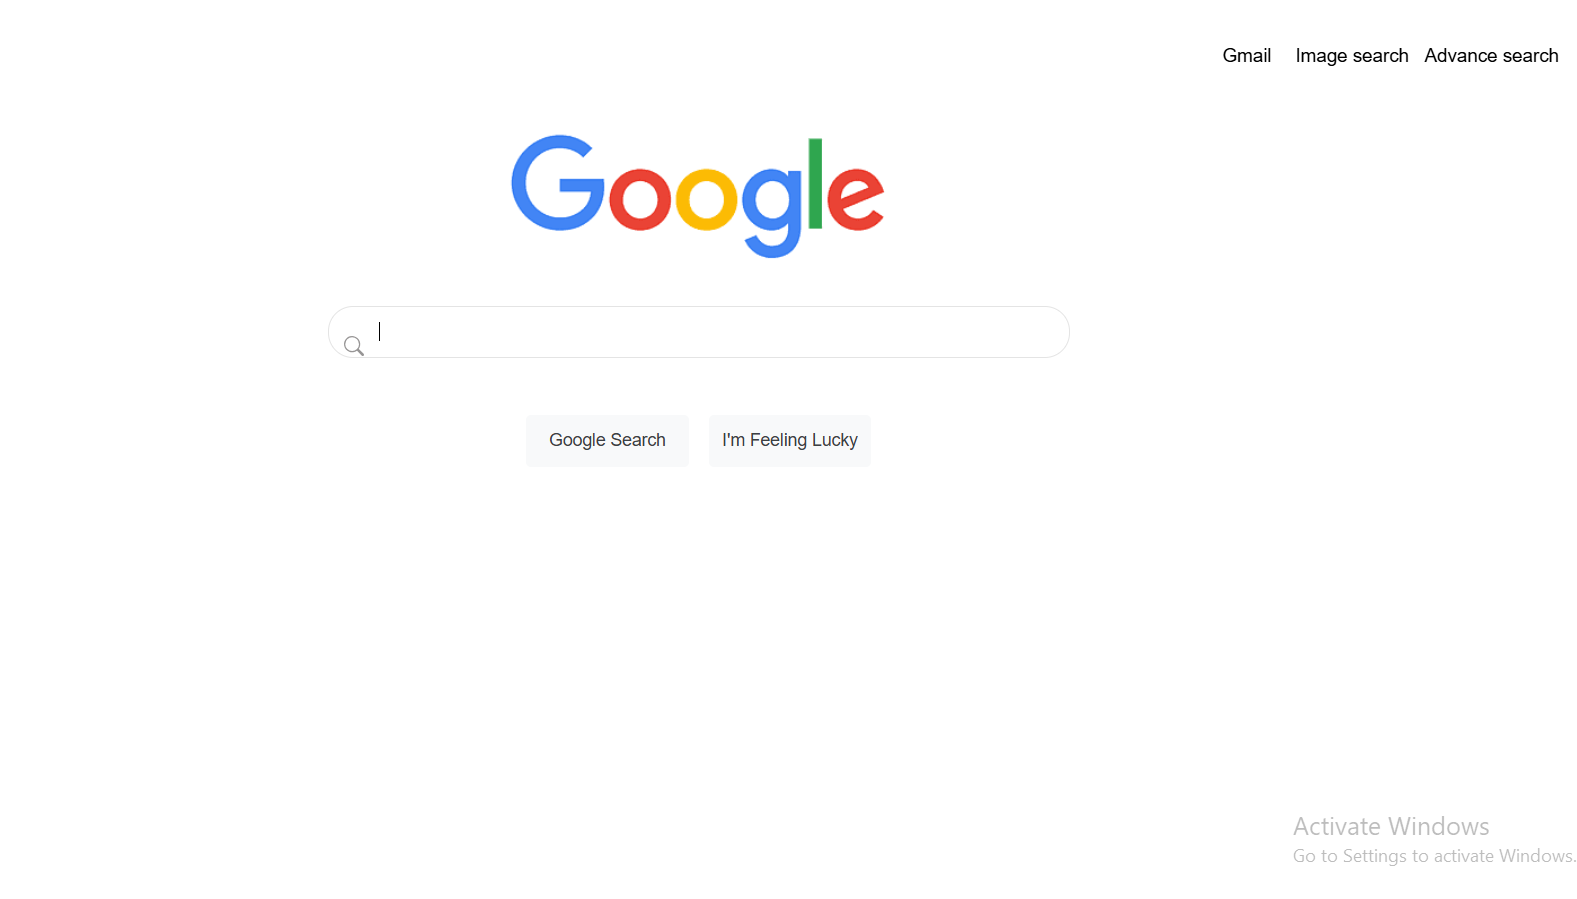 Gmail Image search Advance search
Google
Google Search I'm Feeling Lucky
Activate Windows
Go to Settings to activate Windows.